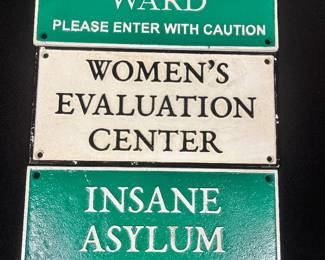 WARD
PLEASE ENTER WITH CAUTION
WOMEN'S
EVALUATION
CENTER
INSANE
ASYLUM